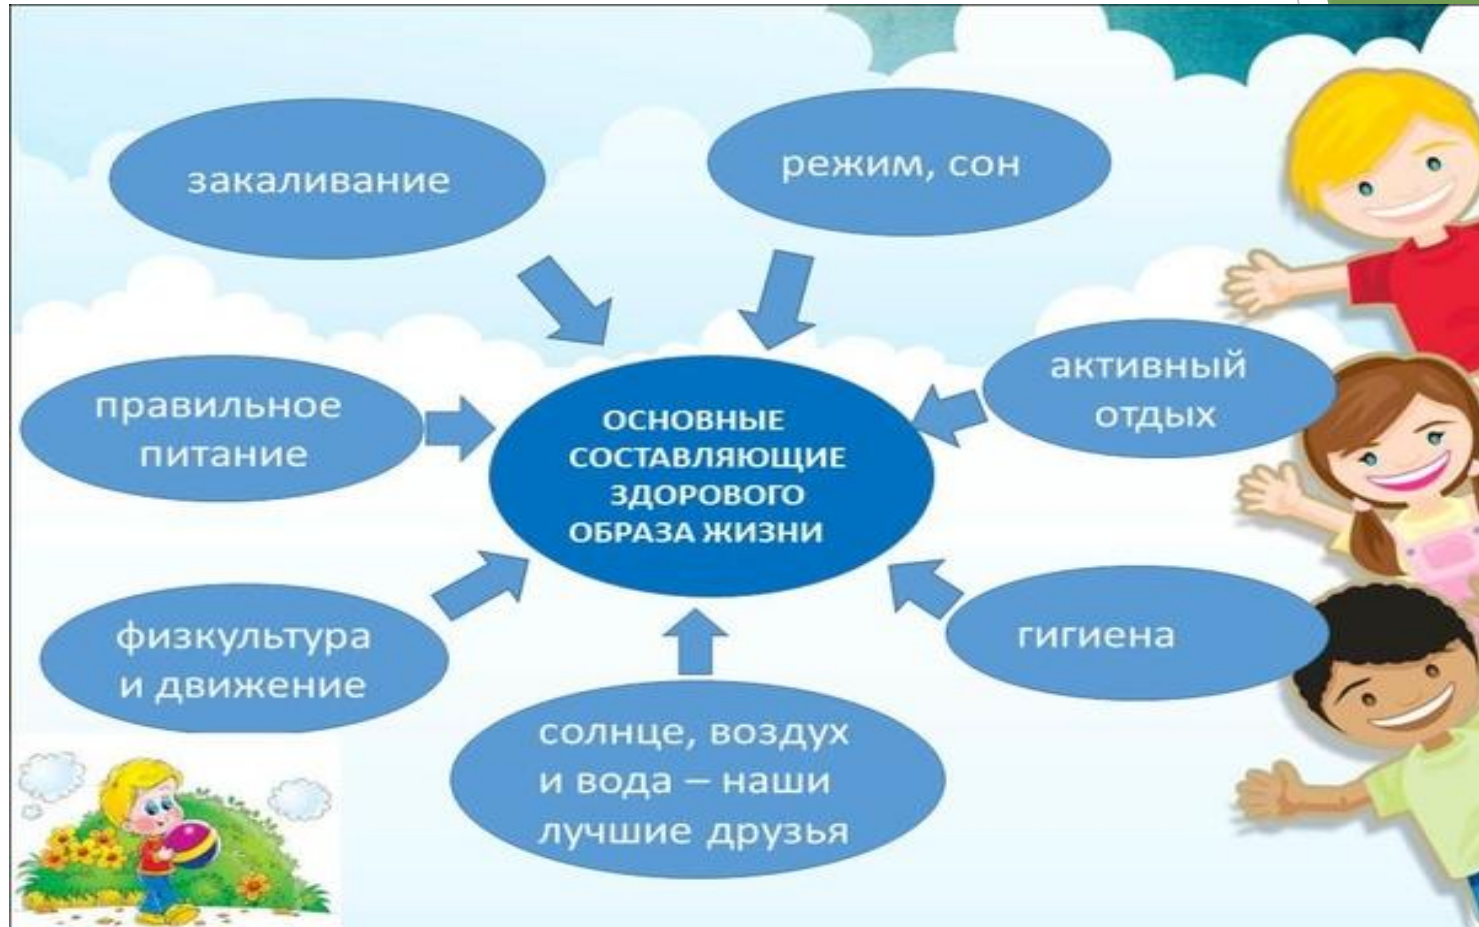 закаливание
режим, сон
правильное
питание
ОСНОВНЫЕ
СОСТАВЛЯЮЩИЕ
ЗДОРОВОГО
ОБРАЗА ЖИЗНИ
активный
отдых
физкультура
и движение
гигиена
солнце, воздух
и вода – наши
лучшие друзья